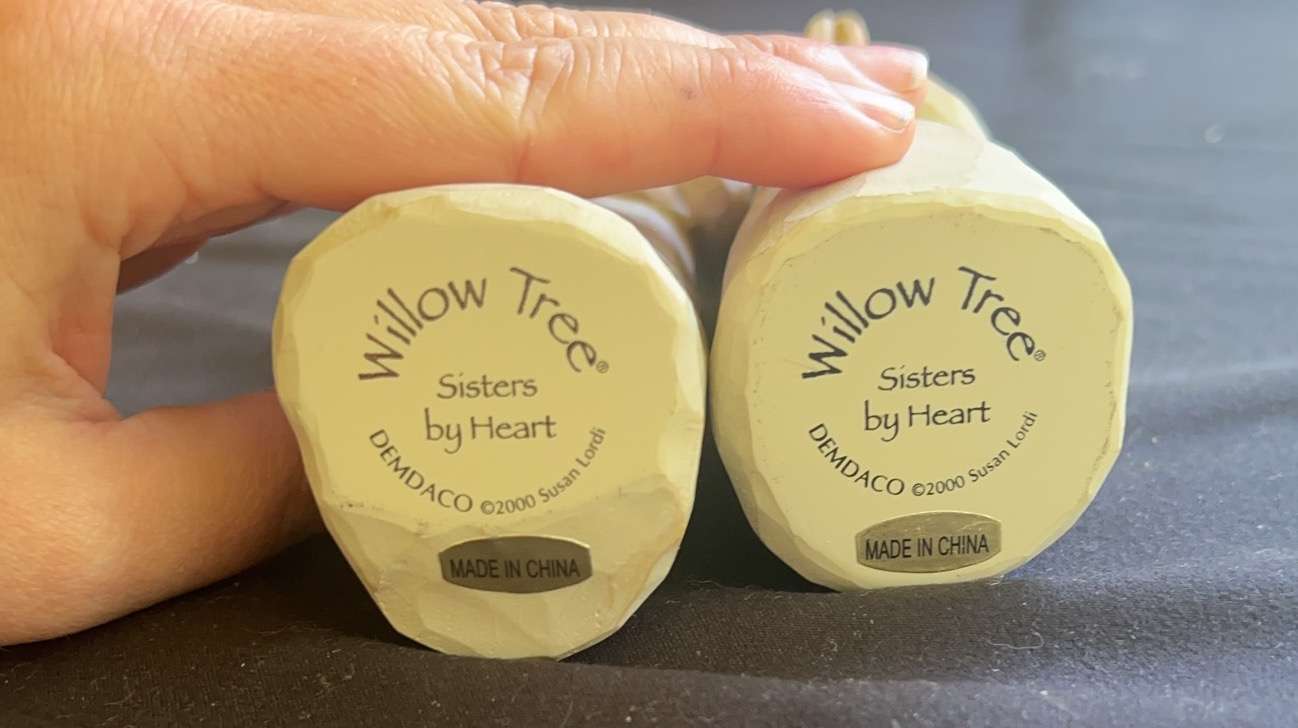 Willow Tree®
Sisters
by Heart
DEMDACO ©2000 Susan Lordi
MADE IN CHINA
Willow Tree®
Sisters
by Heart
DEMDACO ©2000 Susan Lordi
MADE IN CHINA